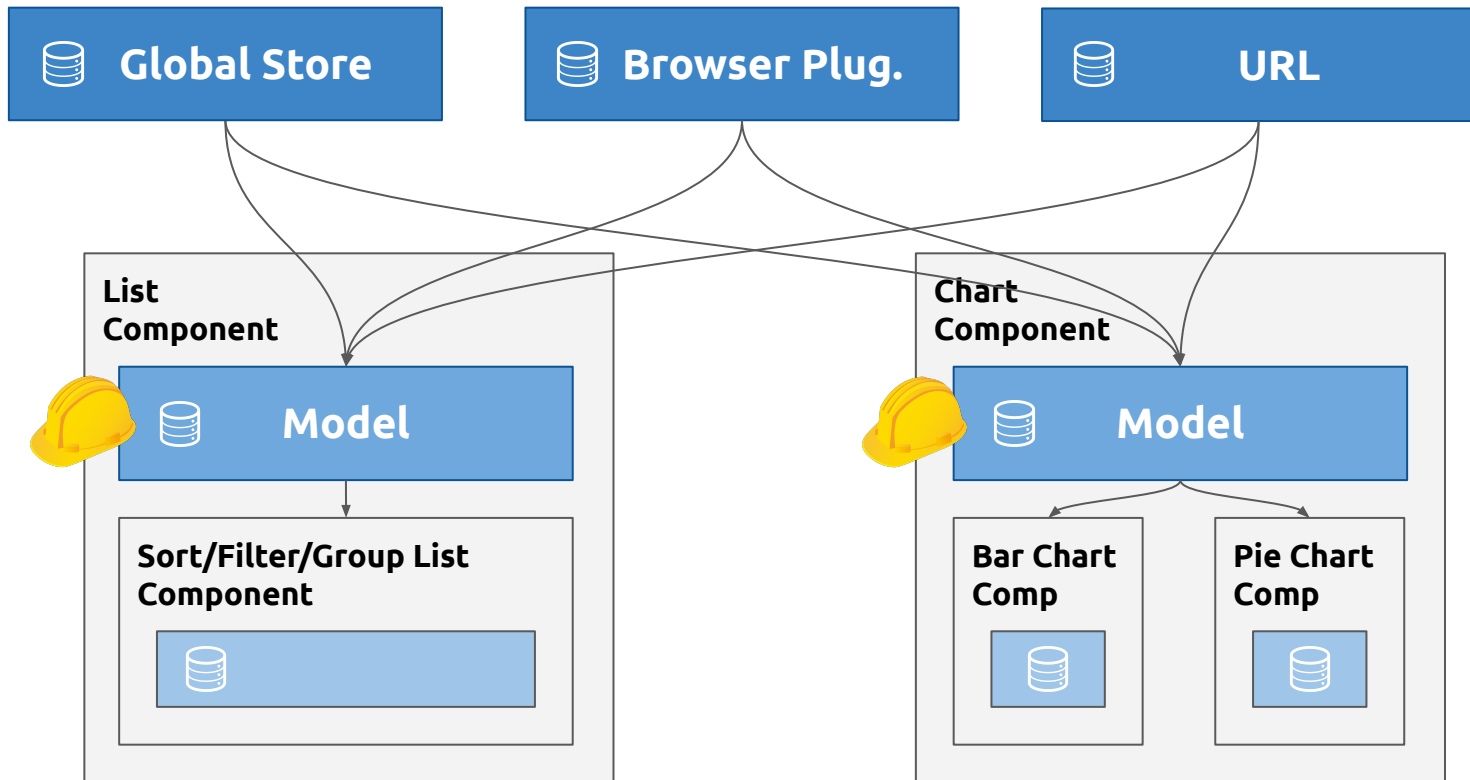 Global Store
Browser Plug.
URL
List
Component
Chart
Component
Model
Model
Sort/Filter/Group List
Component
Bar Chart
Comp
Pie Chart
Comp